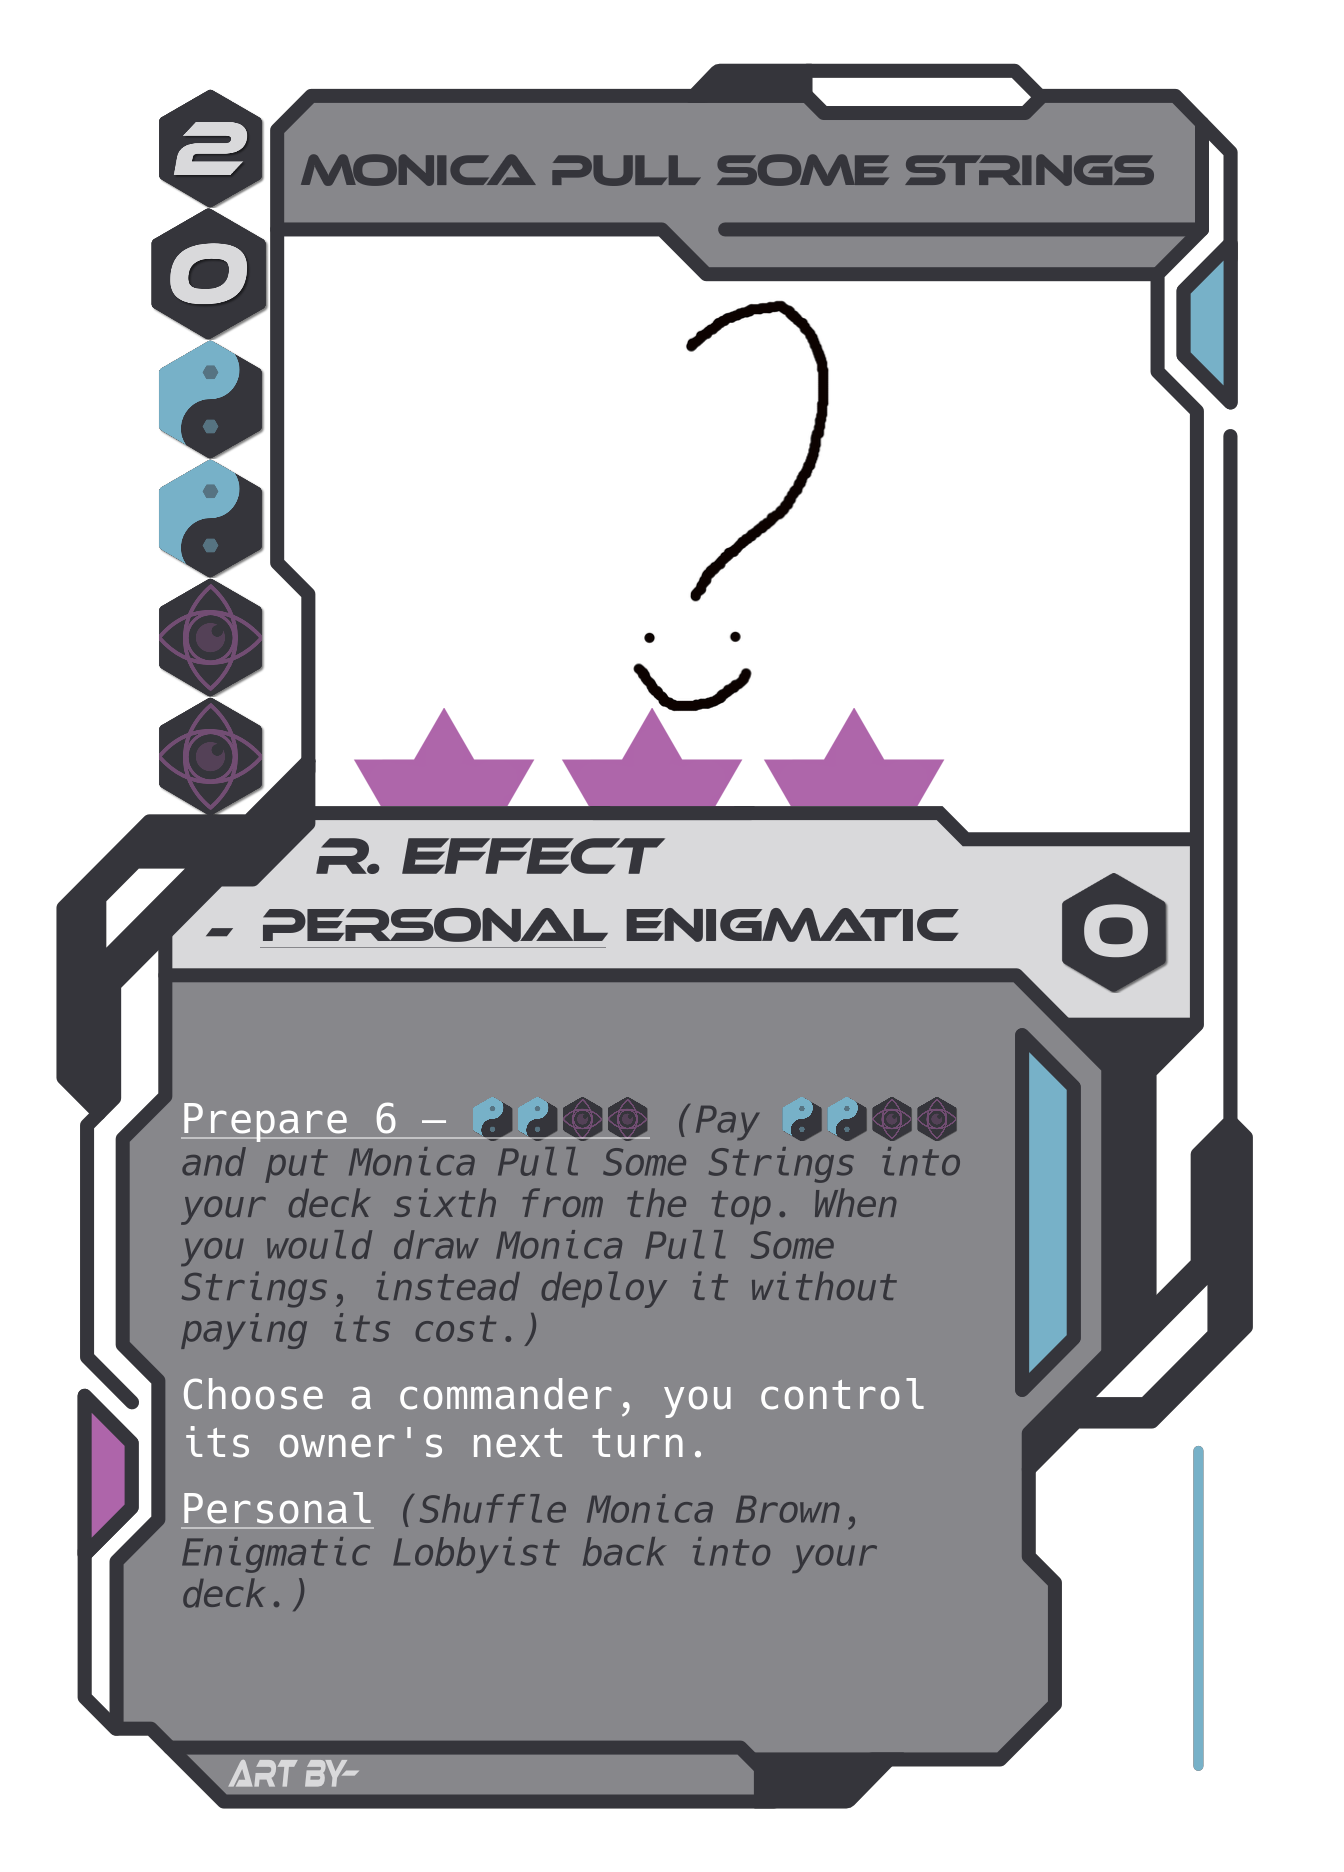 2
0
MONICA PULL SOME STRINGS
R. EFFECT
- PERSONAL ENIGMATIC
0
Prepare 6 — (Pay
and put Monica Pull Some Strings into
your deck sixth from the top. When
you would draw Monica Pull Some
Strings, instead deploy it without
paying its cost.)
Choose a commander, you control
its owner's next turn.
Personal (Shuffle Monica Brown,
Enigmatic Lobbyist back into your
deck.)
ART BY-